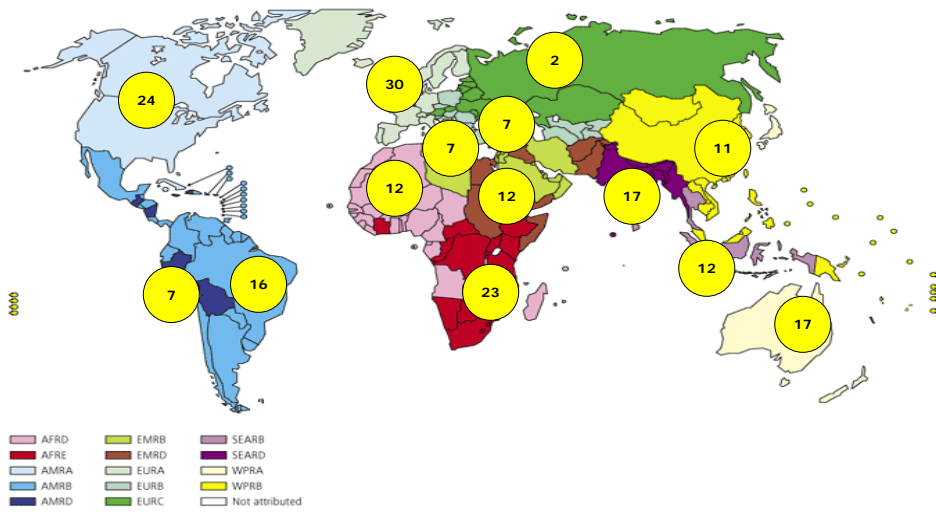 2
30
24
7
7
11
12
12
17
12
16
7
23
17
AFRD EMRB SEARB
AFRE EMRD SEARD
AMRA EURA WPRA
AMRB EURB WPRB
AMRD EURC Not attributed